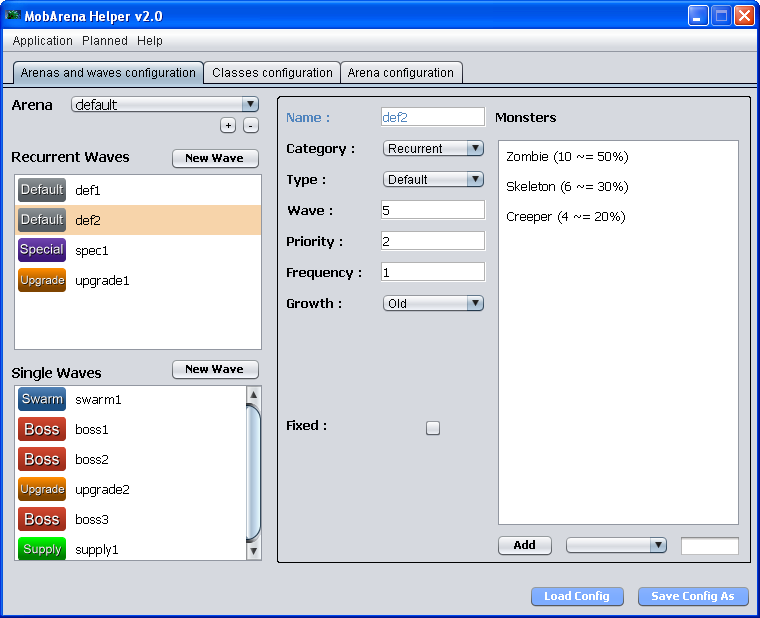 MobArena Helper v2.0
Application Planned Help
Arenas and waves configuration Classes configuration Arena configuration
Arena default
+ -
Recurrent Waves New Wave
Default def1
Default def2
Special spec1
Upgrade upgrade1
Single Waves New Wave
Swarm swarm1
Boss boss1
Boss boss2
Upgrade upgrade2
Boss boss3
Supply supply1
Name : def2
Category : Recurrent
Type : Default
Wave : 5
Priority : 2
Frequency : 1
Growth : Old
Fixed :
Monsters
Zombie (10 ~= 50%)
Skeleton (6 ~= 30%)
Creeper (4 ~= 20%)
Add
Load Config Save Config As